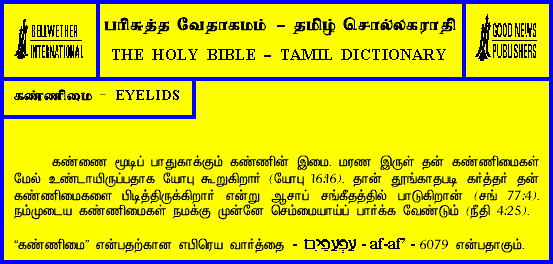 BELLWETHER
INTERNATIONAL
பரிசுத்த வேதாகமம் – தமிழ் சொல்லகராதி
THE HOLY BIBLE – TAMIL DICTIONARY
GOOD NEWS
PUBLISHERS
கண்ணிமை – EYELIDS
கண்ணை மூடிப் பாதுகாக்கும் கண்ணின் இமை. மரண இருள் தன் கண்ணிமைகள்
மேல் உண்டாயிருப்பதாக யோபு கூறுகிறார் (யோபு 16:16). தான் தூங்காதபடி கர்த்தர் தன்
கண்ணிமைகளை பிடித்திருக்கிறார் என்று ஆசாப் சங்கீதத்தில் பாடுகிறான் (சங் 77:4).
நம்முடைய கண்ணிமைகள் நமக்கு முன்னே செம்மையாய்ப் பார்க்க வேண்டும் (நீதி 4:25).
“கண்ணிமை” என்பதற்கான எபிரெய வார்த்தை - עַפְעַפַּיִם - af-af” - 6079 என்பதாகும்.